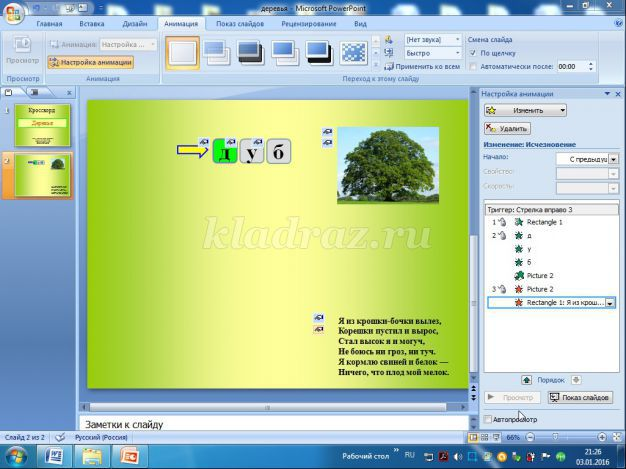 деревья - Microsoft PowerPoint
Главная Вставка Дизайн Анимация Показ слайдов Рецензирование Вид
Просмотр
Анимация: Настройка ...
Настройка анимации
[Нет звука]
Быстро
Применить ко всем
Смена слайда
По щелчку
Автоматически после: 00:00
Просмотр Анимация Переход к этому слайду
1
Кроссворд
Деревья
2
д у б
kladraz.ru
Я из крошки-бочки вылез,
Корешки пустил и вырос,
Стал высок я и могуч,
Не боюсь ни гроз, ни туч.
Я кормлю свиней и белок —
Ничего, что плод мой мелок.
Настройка анимации
Изменить
Удалить
Изменение: Исчезновение
Начало: С предыдущ
Свойство:
Скорость:
Триггер: Стрелка вправо 3
1 Rectangle 1
2 д
у
б
Picture 2
3 Picture 2
Rectangle 1: Я из крош...
Порядок
Просмотр Показ слайдов
Автопросмотр
Заметки к слайду
Слайд 2 из 2 Русский (Россия) 66%
Рабочий стол » RU 21:26
03.01.2016